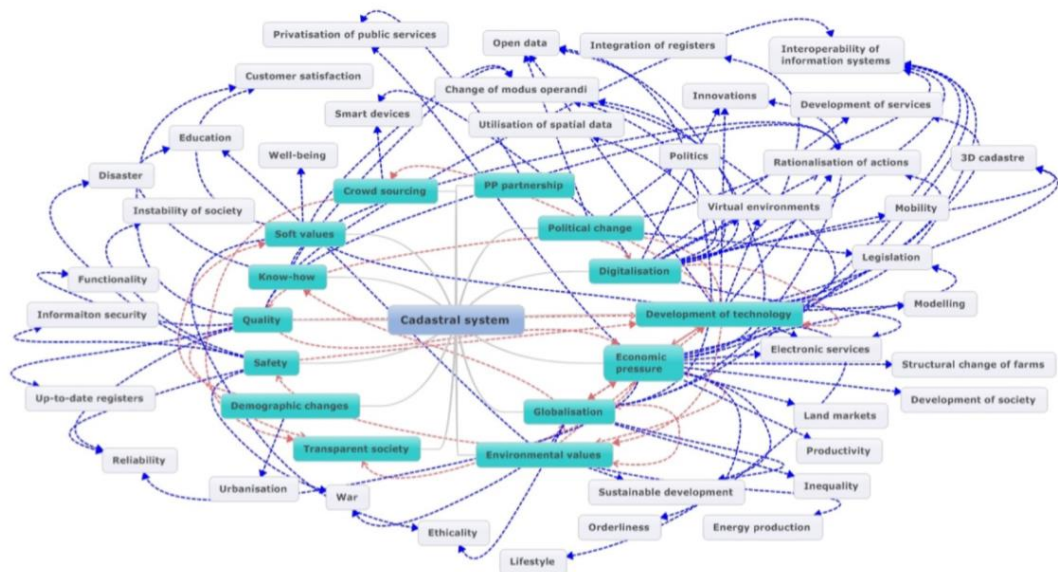 Privatisation of public services
Open data
Integration of registers
Interoperability of
information systems
Customer satisfaction
Change of modus operandi
Innovations
Development of services
Smart devices
Utilisation of spatial data
Education
Well-being
Politics
Rationalisation of actions
3D cadastre
Disaster
Crowd sourcing
PP partnership
Instability of society
Virtual environments
Mobility
Soft values
Political change
Legislation
Functionality
Know-how
Digitalisation
Modelling
Informaiton security
Quality
Cadastral system
Development of technology
Electronic services
Safety
Economic
pressure
Structural change of farms
Up-to-date registers
Demographic changes
Globalisation
Land markets
Development of society
Transparent society
Environmental values
Productivity
Reliability
Urbanisation
War
Sustainable development
Inequality
Ethicality
Orderliness
Energy production
Lifestyle